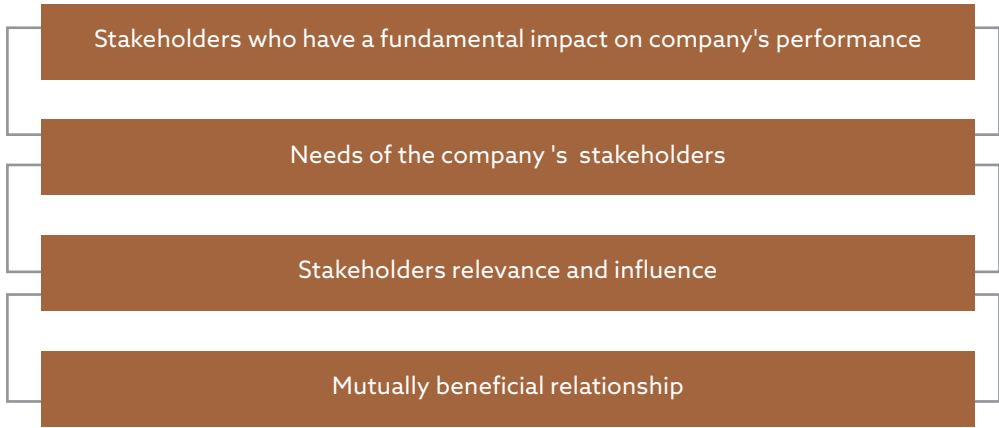 Stakeholders who have a fundamental impact on company's performance
Needs of the company 's stakeholders
Stakeholders relevance and influence
Mutually beneficial relationship